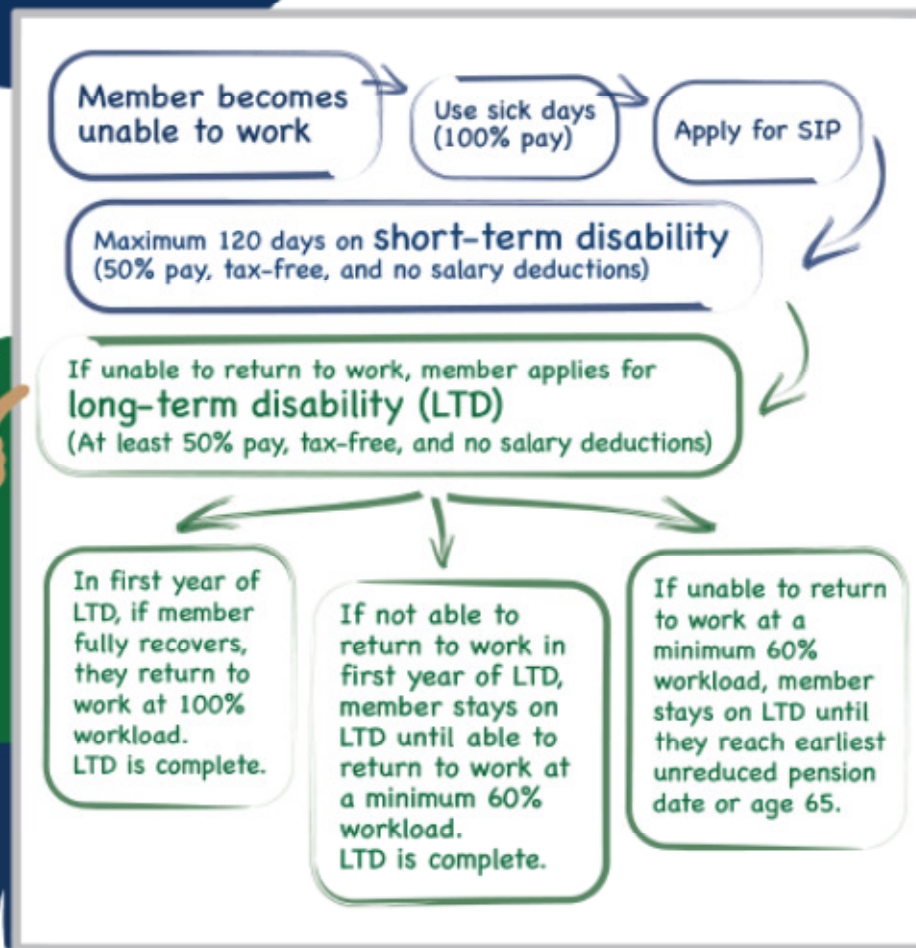 Member becomes
unable to work
Use sick days
(100% pay)
Apply for SIP
Maximum 120 days on short-term disability
(50% pay, tax-free, and no salary deductions)
If unable to return to work, member applies for
long-term disability (LTD)
(At least 50% pay, tax-free, and no salary deductions)
In first year of
LTD, if member
fully recovers,
they return to
work at 100%
workload.
LTD is complete.
If not able to
return to work in
first year of LTD,
member stays on
LTD until able to
return to work at
a minimum 60%
workload.
LTD is complete.
If unable to return
to work at a
minimum 60%
workload, member
stays on LTD until
they reach earliest
unreduced pension
date or age 65.